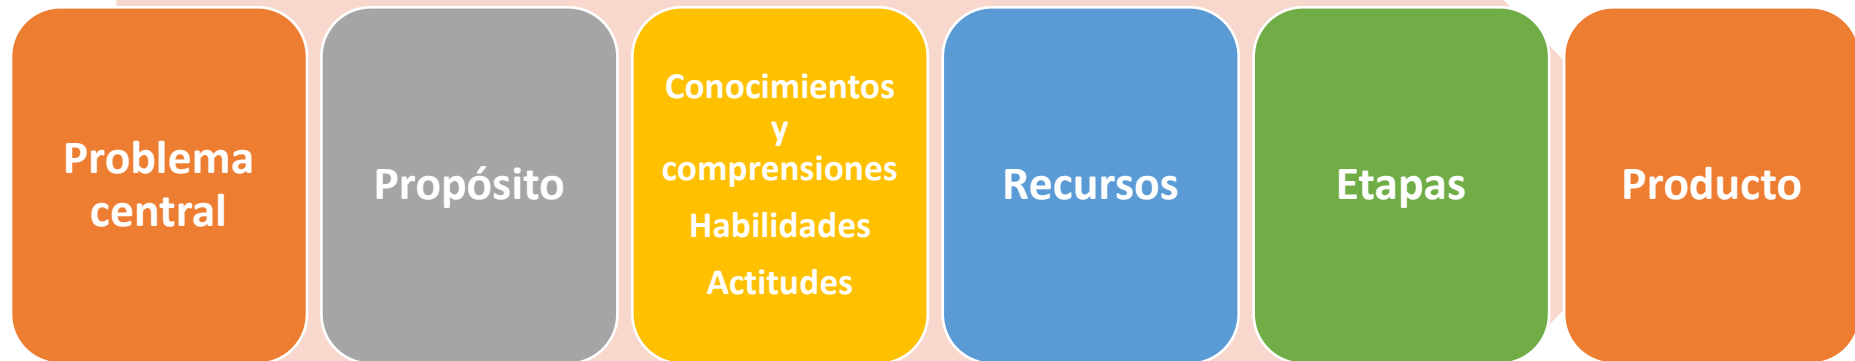 Problema
central
Propósito
Conocimientos
y
comprensiones
Habilidades
Actitudes
Recursos
Etapas
Producto